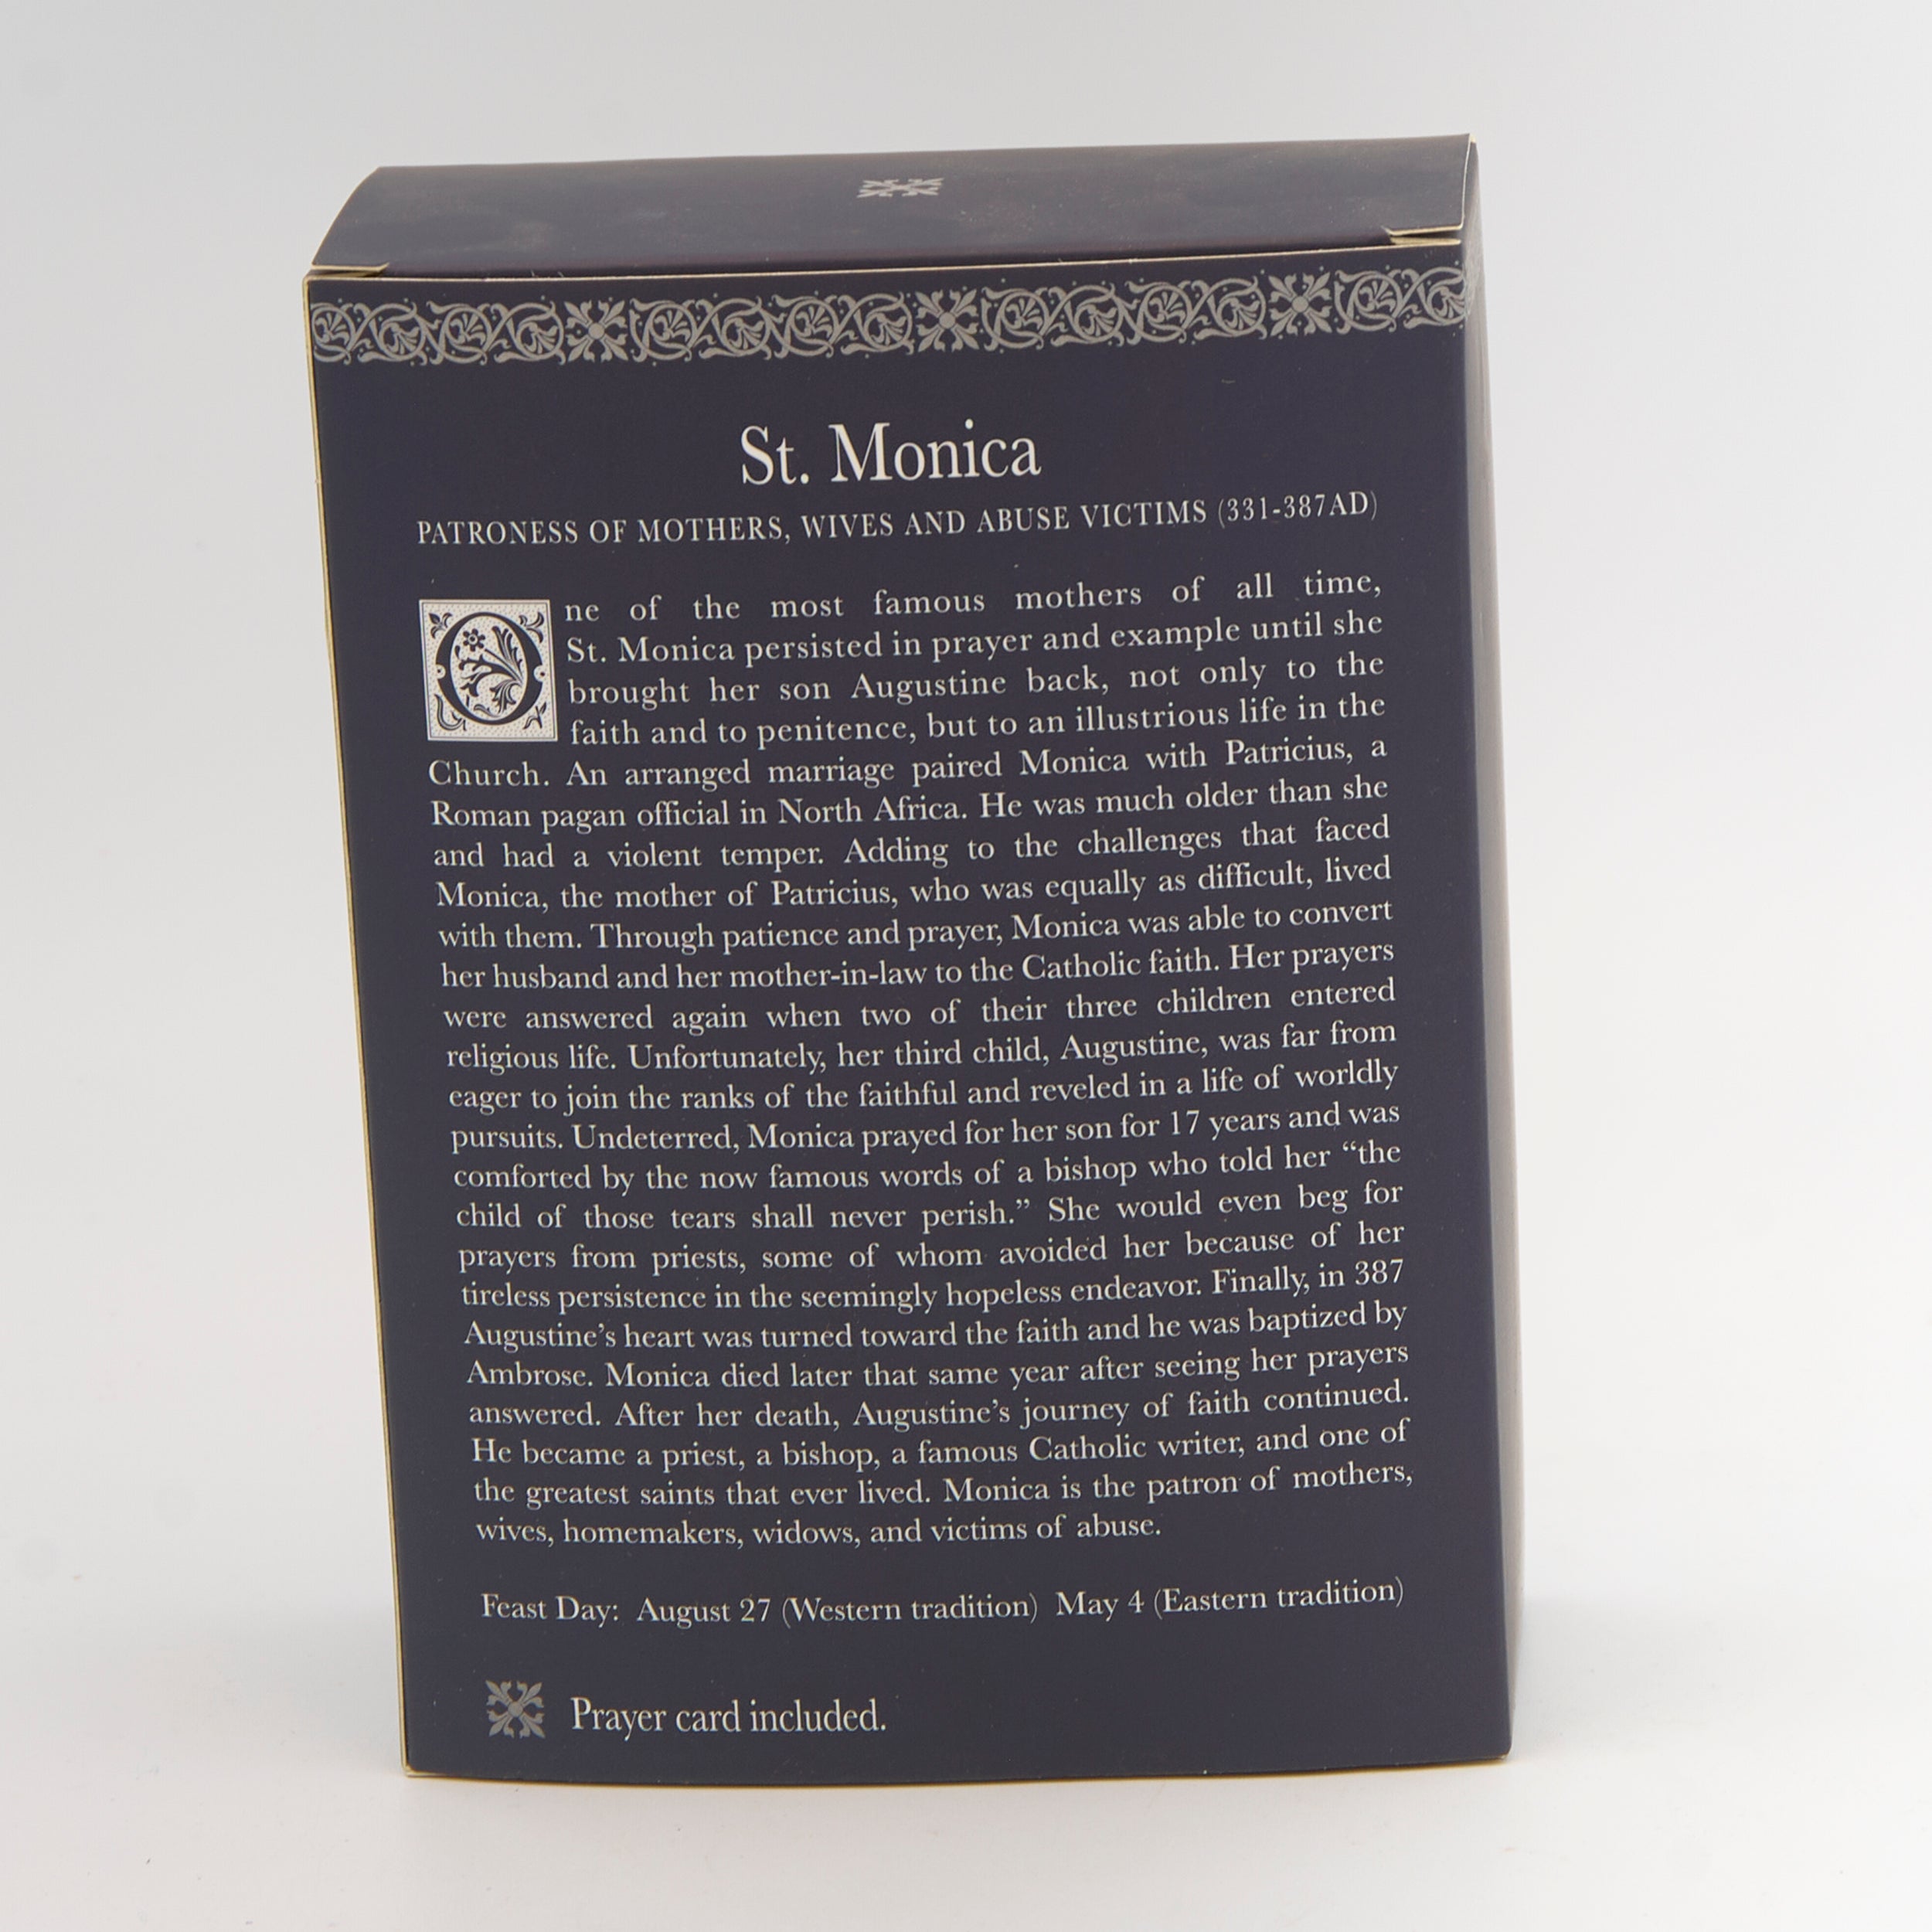 St. Monica
PATRONESS OF MOTHERS, WIVES AND ABUSE VICTIMS (331-387AD)
One of the most famous mothers of all time,
St. Monica persisted in prayer and example until she
brought her son Augustine back, not only to the
faith and to penitence, but to an illustrious life in the
Church. An arranged marriage paired Monica with Patricius, a
Roman pagan official in North Africa. He was much older than she
and had a violent temper. Adding to the challenges that faced
Monica, the mother of Patricius, who was equally as difficult, lived
with them. Through patience and prayer, Monica was able to convert
her husband and her mother-in-law to the Catholic faith. Her prayers
were answered again when two of their three children entered
religious life. Unfortunately, her third child, Augustine, was far from
eager to join the ranks of the faithful and reveled in a life of worldly
pursuits. Undeterred, Monica prayed for her son for 17 years and was
comforted by the now famous words of a bishop who told her “the
child of those tears shall never perish.” She would even beg for
prayers from priests, some of whom avoided her because of her
tireless persistence in the seemingly hopeless endeavor. Finally, in 387
Augustine’s heart was turned toward the faith and he was baptized by
Ambrose. Monica died later that same year after seeing her prayers
answered. After her death, Augustine’s journey of faith continued.
He became a priest, a bishop, a famous Catholic writer, and one of
the greatest saints that ever lived. Monica is the patron of mothers,
wives, homemakers, widows, and victims of abuse.
Feast Day: August 27 (Western tradition) May 4 (Eastern tradition)
Prayer card included.